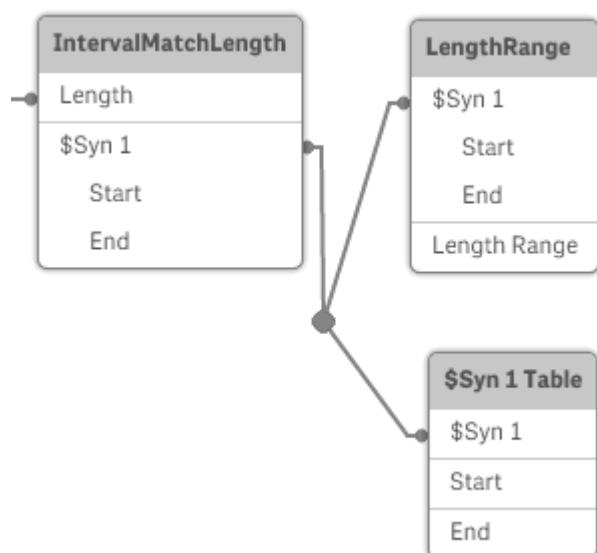 IntervalMatchLength
Length
$Syn 1
Start
End
LengthRange
$Syn 1
Start
End
Length Range
$Syn 1 Table
$Syn 1
Start
End